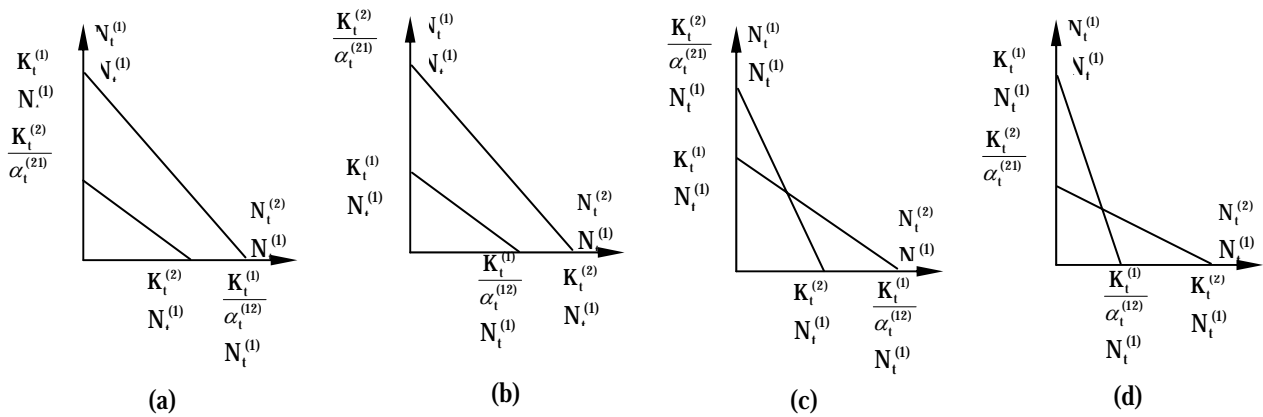 N_t^(1)
K_t^(1)
N_t^(1)
N_t^(1)
K_t^(2)
α_t^(21)
N_t^(2)
N_t^(1)
K_t^(2)
N_t^(1)
K_t^(1)
α_t^(12)
N_t^(1)
(a)
K_t^(2)
α_t^(21)
N_t^(1)
N_t^(1)
K_t^(1)
N_t^(1)
N_t^(2)
N_t^(1)
K_t^(1)
α_t^(12)
N_t^(1)
K_t^(2)
N_t^(1)
(b)
K_t^(2)
α_t^(21)
N_t^(1)
N_t^(1)
N_t^(1)
K_t^(1)
N_t^(1)
N_t^(2)
N_t^(1)
K_t^(2)
N_t^(1)
K_t^(1)
α_t^(12)
N_t^(1)
(c)
N_t^(1)
K_t^(1)
N_t^(1)
N_t^(1)
K_t^(2)
α_t^(21)
N_t^(2)
N_t^(1)
K_t^(1)
α_t^(12)
N_t^(1)
K_t^(2)
N_t^(1)
(d)